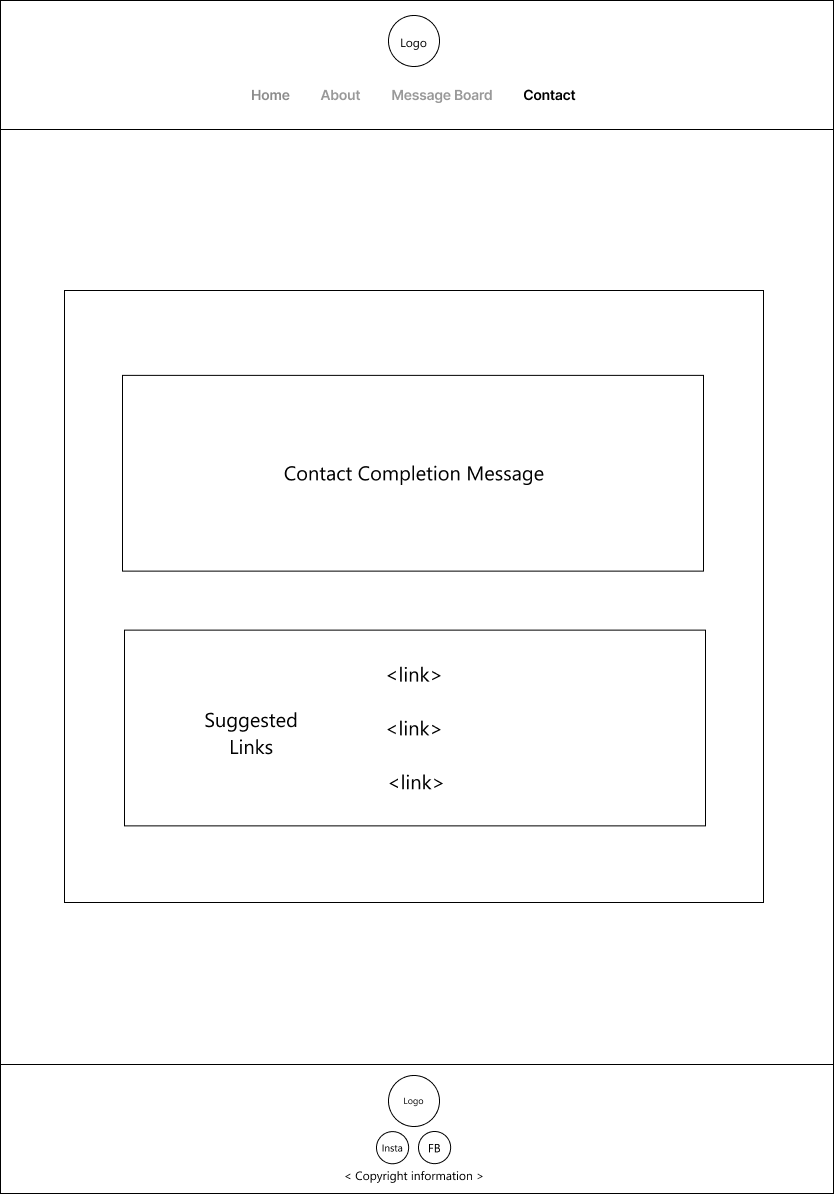 Logo
Home About Message Board Contact
Contact Completion Message
<link>
Suggested
Links
<link>
<link>
Logo
Insta FB
< Copyright information >